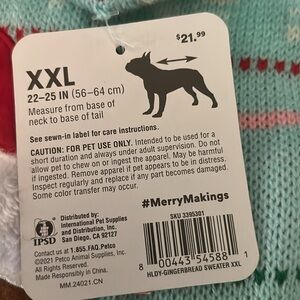 $21.99
XXL
22-25 IN (56-64 cm)
Measure from base of
neck to base of tail
See sewn-in label for care instructions.
CAUTION: FOR PET USE ONLY. Intended to be used for a
short duration and always under adult supervision. Do not
allow pet to chew on or ingest the apparel. May be harmful
if ingested. Remove apparel if pet appears to be in distress.
Inspect regularly and replace if any part becomes damaged.
Some color transfer may occur.
#MerryMakings
IPSD
Distributed by:
International Pet Supplies
and Distribution, Inc.
San Diego, CA 92127
Contact us at 1.855.FAQ.Petco
©2021 Petco Animal Supplies, Inc.
All Rights Reserved.
Made Responsibly in China.
MM.24021.CN
SKU 3395301
8 00443 54588 1
HLDY-GINGERBREAD SWEATER XXL